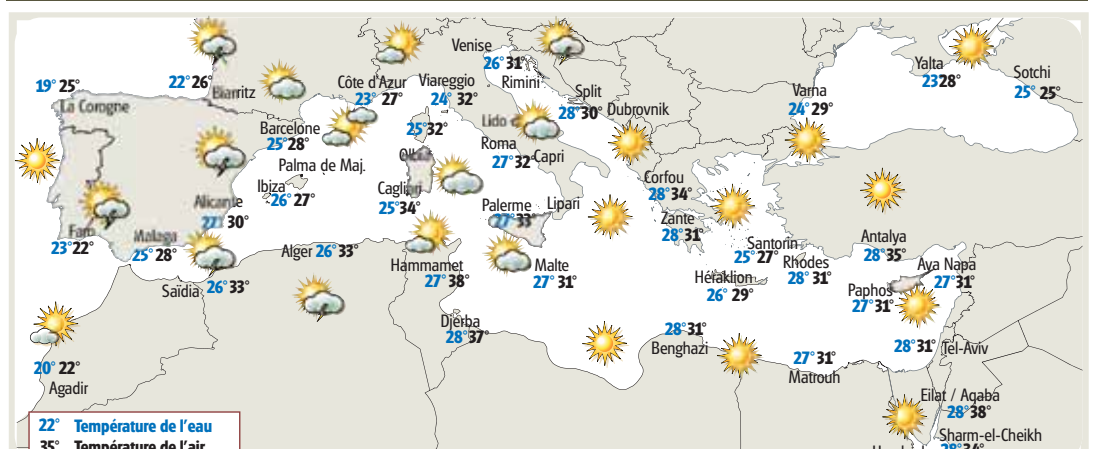 Venise
26° 31°
Rimini
19° 25°
La Corogne
22° 26°
Biarritz
Côte d'Azur
23° 27°
Viareggio
24° 32°
Split
28° 30°
Dubrovnik
Varna
24° 29°
Yalta
23 28°
Sotchi
25° 25°
Barcelone
25° 28°
25° 32°
Lido
Roma
27° 32°
Capri
Palma de Maj.
Ibiza
26° 27°
Cagliari
25° 34°
Corfou
28° 34°
Alicante
27° 30°
Palerme
27° 33°
Lipari
Zante
28° 31°
Faro
23° 22°
Malaga
25° 28°
Alger 26° 33°
Santorin
25° 27°
Rhodes
28° 31°
Antalya
28° 35°
Saïdia
26° 33°
Hammamet
27° 38°
Malte
27° 31°
Héraklion
26° 29°
Aya Napa
27° 31°
Paphos
27° 31°
Djerba
28° 37°
28° 31°
Benghazi
27° 31°
Matrouh
28° 31°
Tel-Aviv
20° 22°
Agadir
Eilat / Aqaba
28° 38°
Sharm-el-Cheikh
28° 34°
22° Température de l'eau
35° Température de l'air